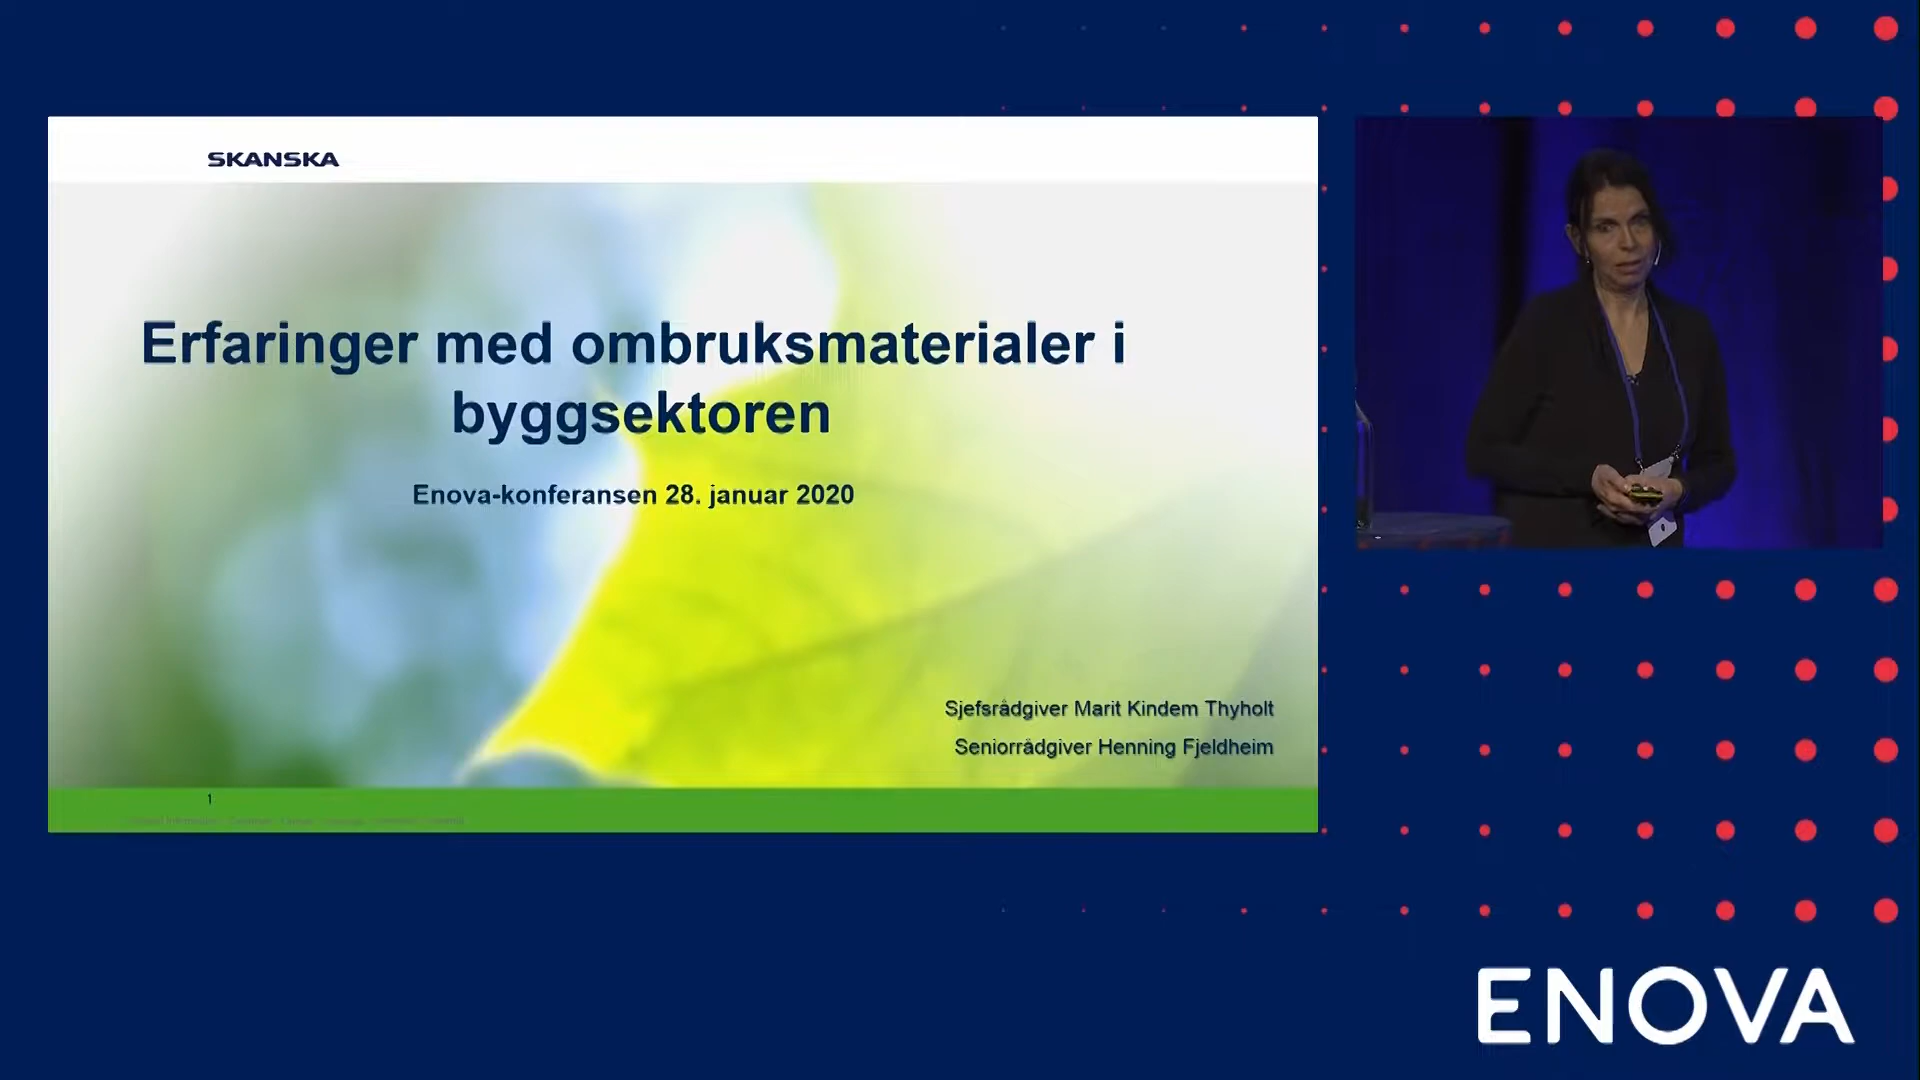 SKANSKA
Erfaringer med ombruksmaterialer i
byggsektoren
Enova-konferansen 28. januar 2020
Sjefsrådgiver Marit Kindem Thyholt
Seniorrådgiver Henning Fjeldheim
1
ENOVA